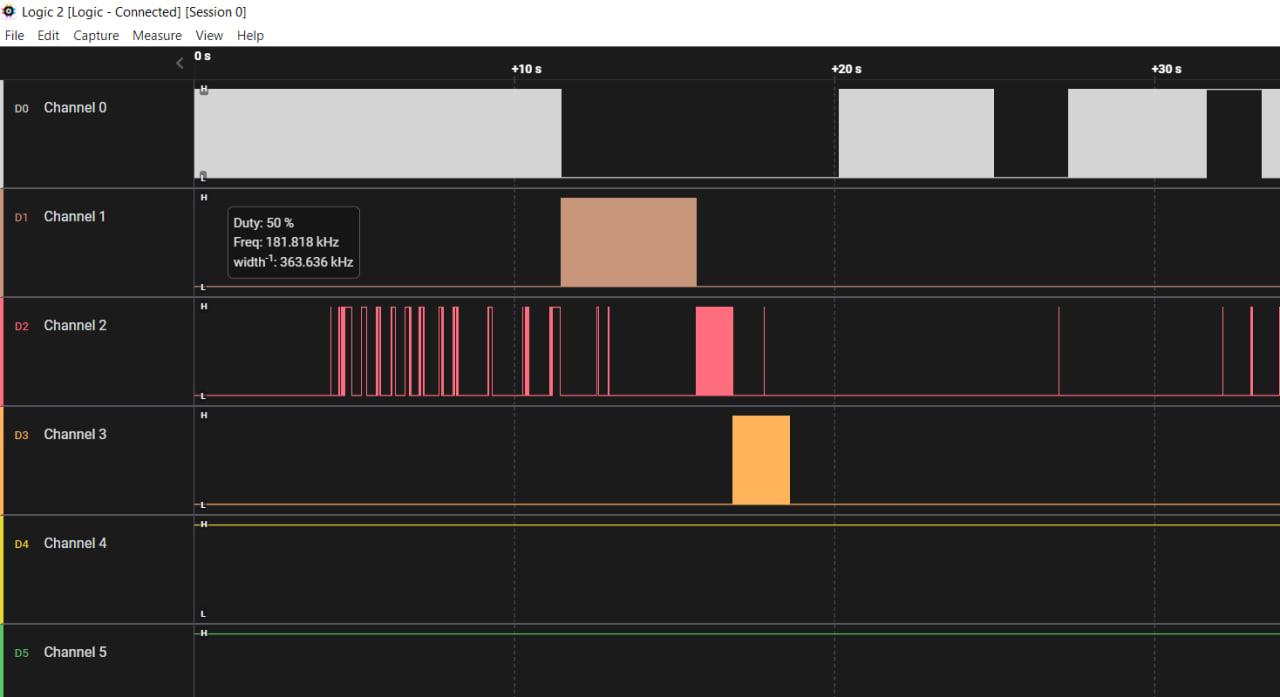 Logic 2 [Logic - Connected] [Session 0]
File Edit Capture Measure View Help
0 s
+10 s +20 s +30 s
D0 Channel 0
H
L
D1 Channel 1
H
Duty: 50 %
Freq: 181.818 kHz
width⁻¹: 363.636 kHz
L
D2 Channel 2
H
L
D3 Channel 3
H
L
D4 Channel 4
H
L
D5 Channel 5
H